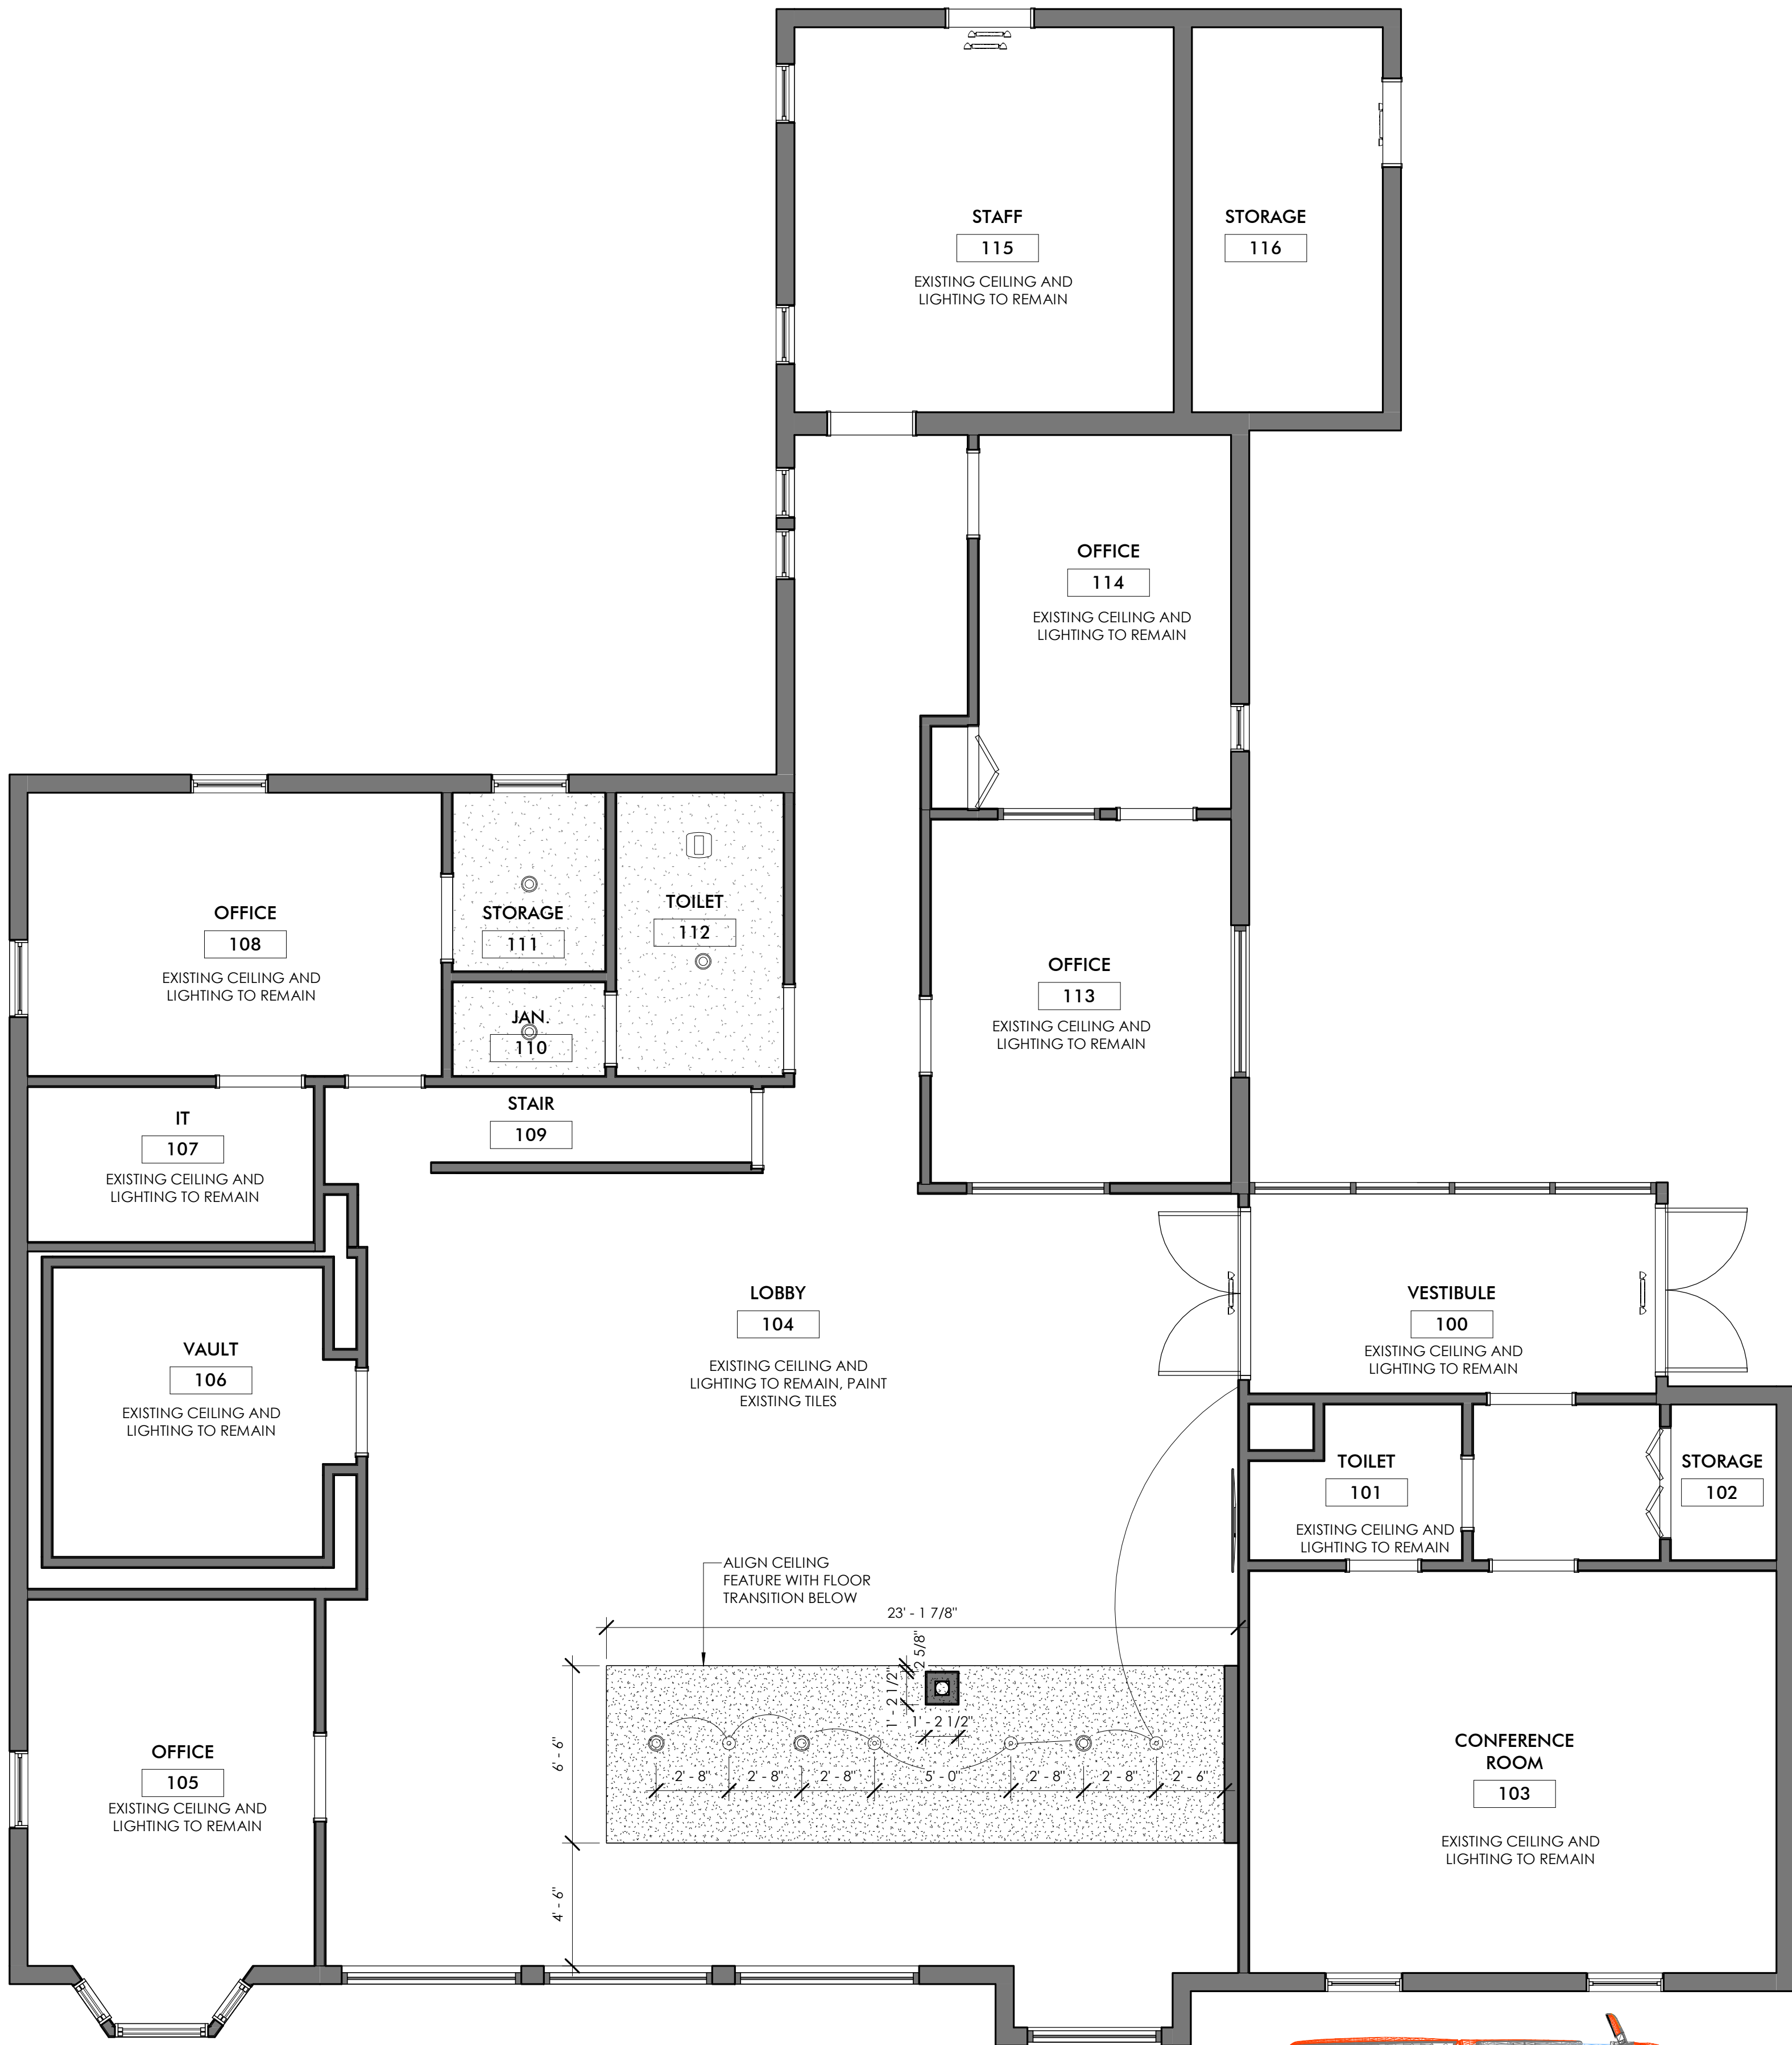 STAFF
115
EXISTING CEILING AND
LIGHTING TO REMAIN
STORAGE
116
OFFICE
114
EXISTING CEILING AND
LIGHTING TO REMAIN
OFFICE
108
EXISTING CEILING AND
LIGHTING TO REMAIN
STORAGE
111
TOILET
112
JAN.
110
OFFICE
113
EXISTING CEILING AND
LIGHTING TO REMAIN
IT
107
EXISTING CEILING AND
LIGHTING TO REMAIN
STAIR
109
VAULT
106
EXISTING CEILING AND
LIGHTING TO REMAIN
LOBBY
104
EXISTING CEILING AND
LIGHTING TO REMAIN, PAINT
EXISTING TILES
VESTIBULE
100
EXISTING CEILING AND
LIGHTING TO REMAIN
TOILET
101
EXISTING CEILING AND
LIGHTING TO REMAIN
STORAGE
102
ALIGN CEILING
FEATURE WITH FLOOR
TRANSITION BELOW
23' - 1 7/8"
2 5/8"
1' - 2 1/2"
1' - 2 1/2"
6' - 6"
2' - 8"
2' - 8"
2' - 8"
5' - 0"
2' - 8"
2' - 8"
2' - 6"
4' - 6"
OFFICE
105
EXISTING CEILING AND
LIGHTING TO REMAIN
CONFERENCE
ROOM
103
EXISTING CEILING AND
LIGHTING TO REMAIN